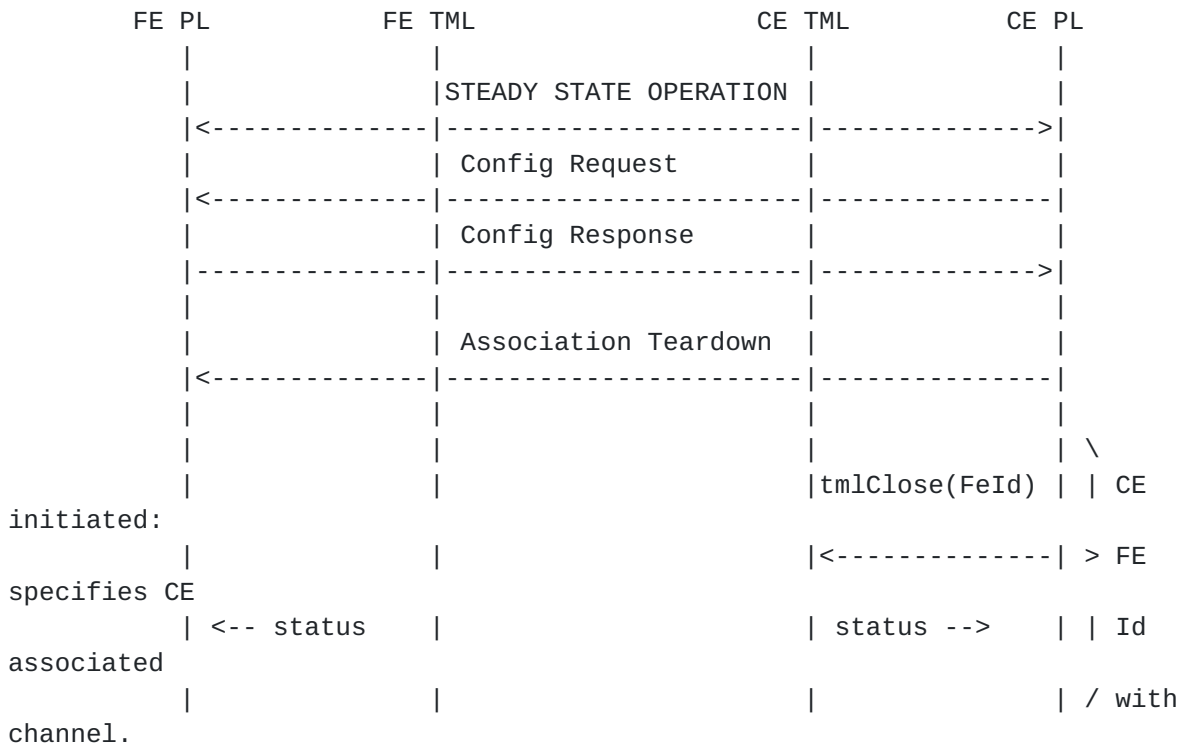 FE PL           FE TML                  CE TML          CE PL
           |               |                       |               |
           |               |STEADY STATE OPERATION |               |
           |<--------------|-----------------------|-------------->|
           |               | Config Request        |               |
           |<--------------|-----------------------|---------------|
           |               | Config Response       |               |
           |---------------|-----------------------|-------------->|
           |               |                       |               |
           |               | Association Teardown  |               |
           |<--------------|-----------------------|---------------|
           |               |                       |               |
           |               |                       |               | \
           |               |                       |tmlClose(FeId) | | CE
initiated:
           |               |                       |<--------------| > FE
specifies CE
           | <-- status    |                       | status -->    | | Id
associated
           |               |                       |               | / with
channel.